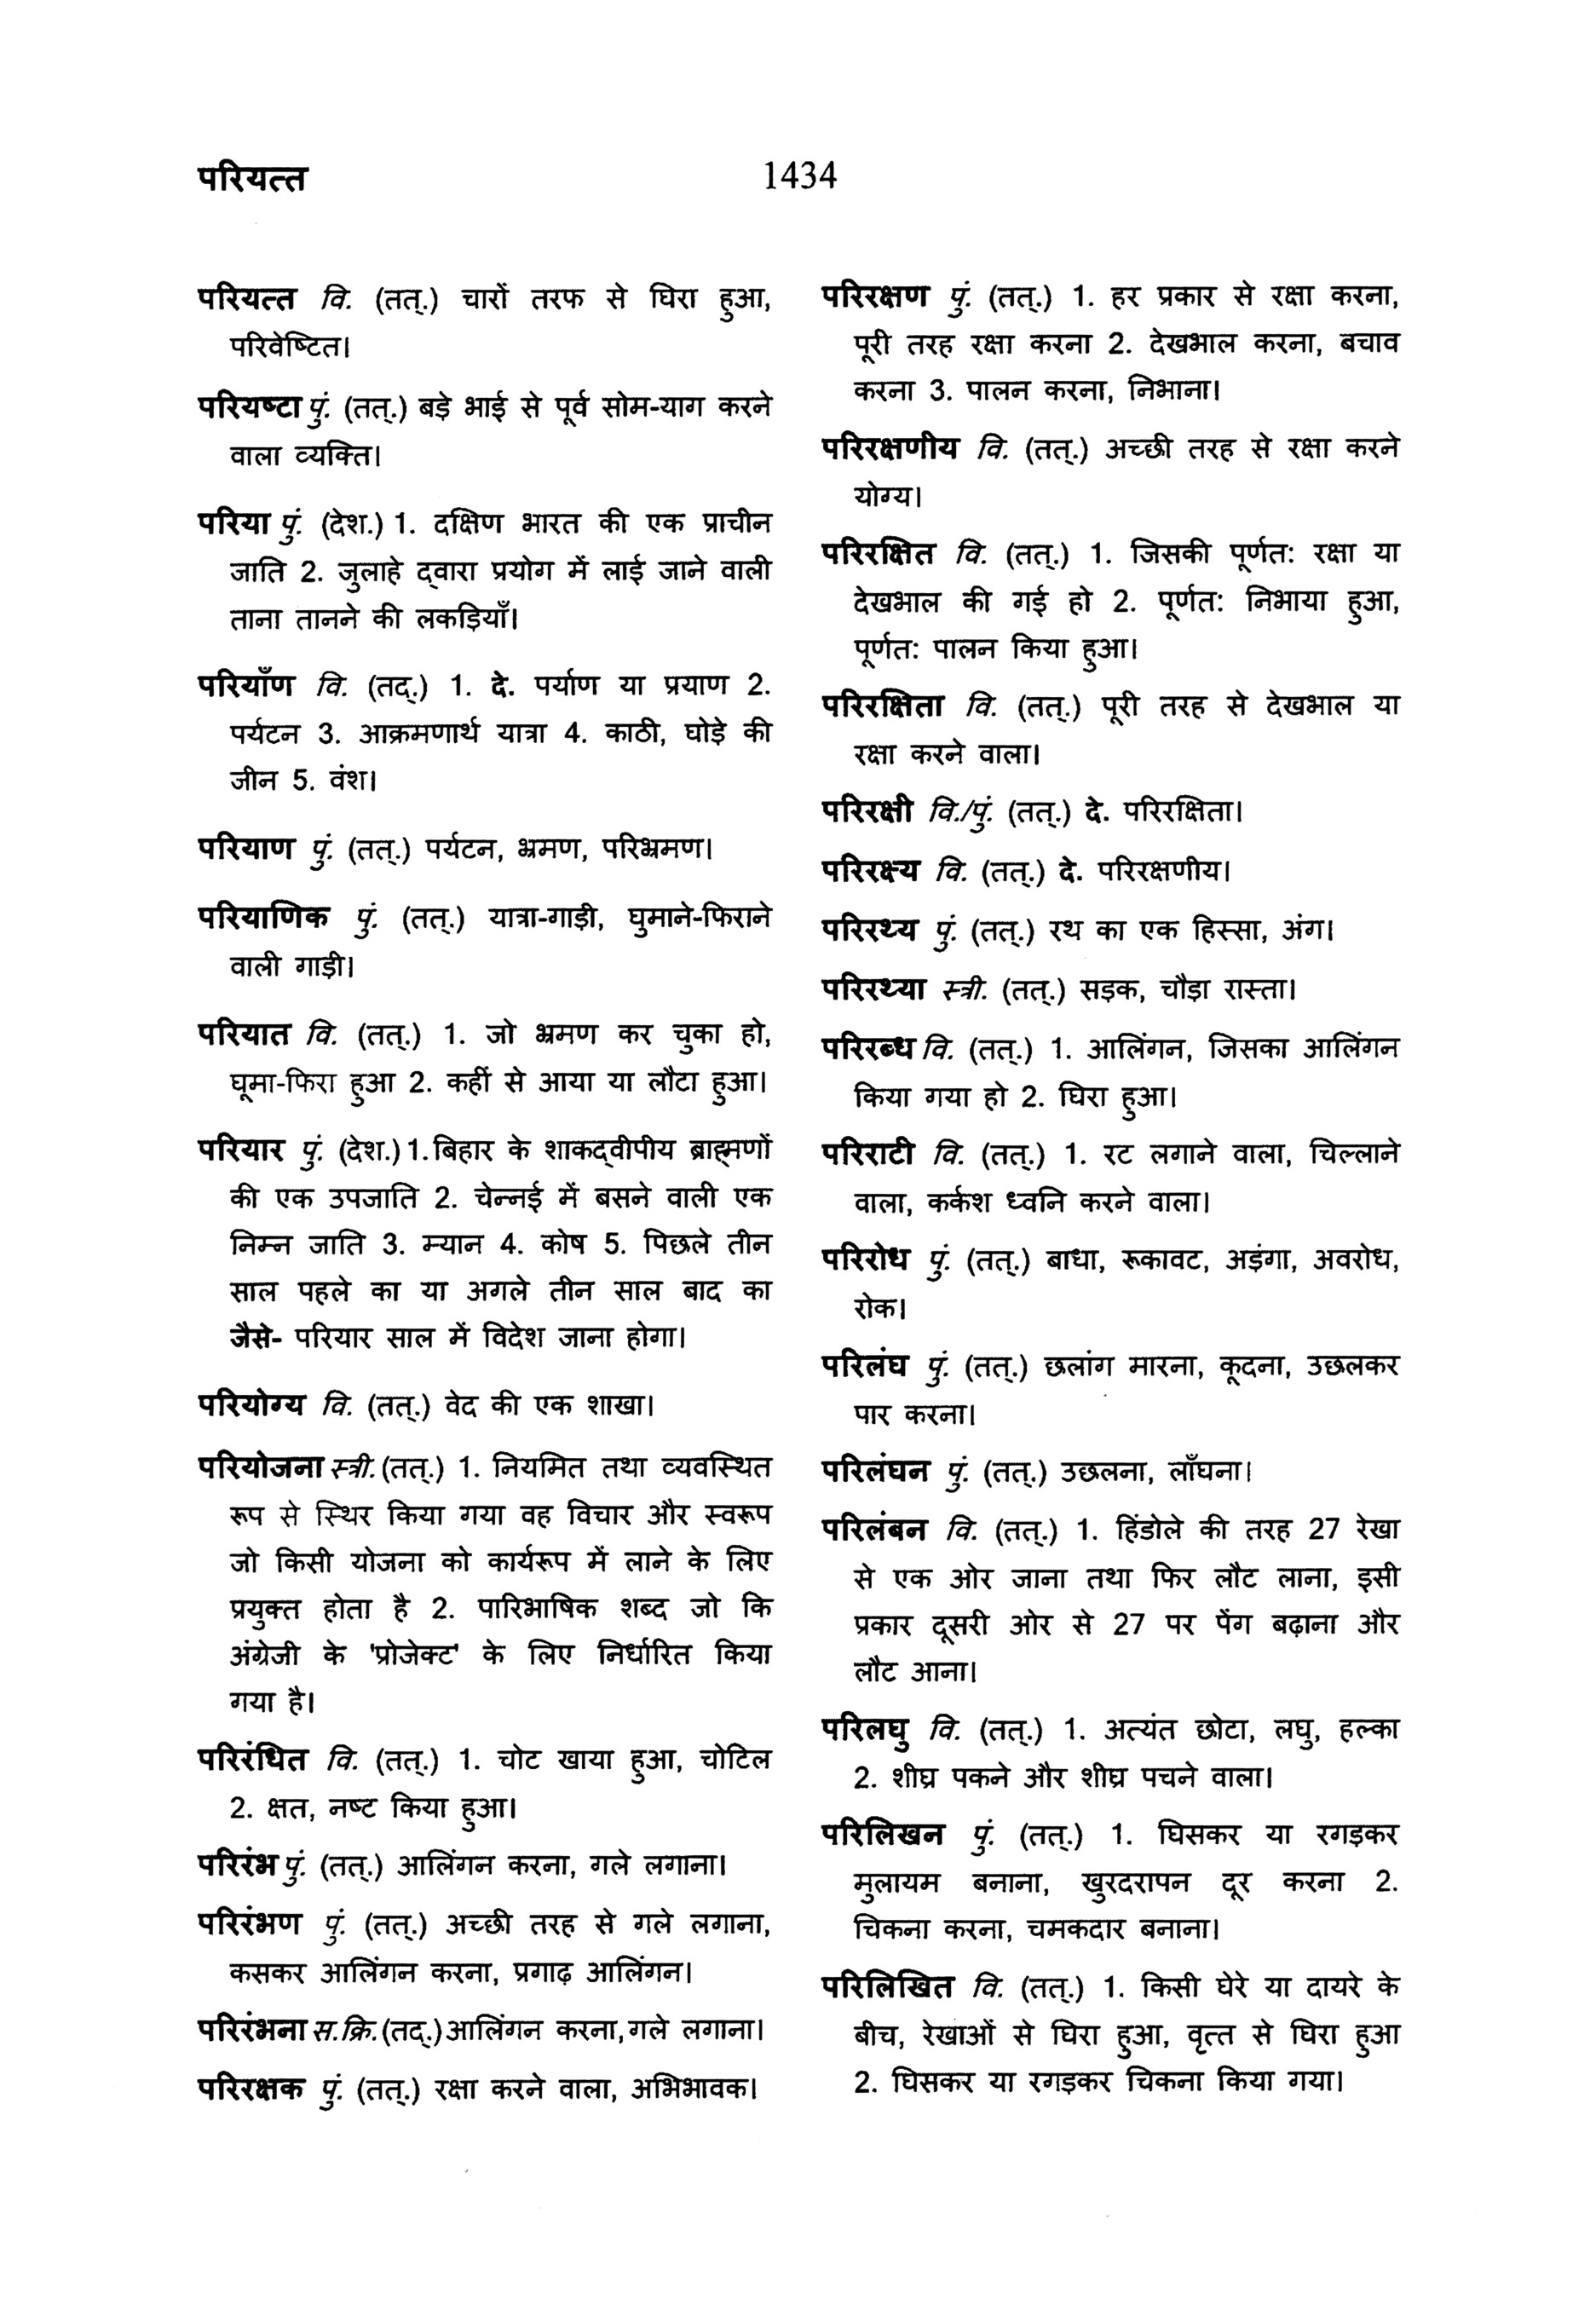 परियत्त
1434
परियत्त वि. (तत्.) चारों तरफ से घिरा हुआ,
परिवेष्टित।
परियष्टा पुं. (तत्.) बड़े भाई से पूर्व सोम-याग करने
वाला व्यक्ति।
परिया पुं. (देश.) 1. दक्षिण भारत की एक प्राचीन
जाति 2. जुलाहे द्वारा प्रयोग में लाई जाने वाली
ताना तानने की लकड़ियाँ।
परियाँण वि. (तद्.) 1. दे. पर्याण या प्रयाण 2.
पर्यटन 3. आक्रमणार्थ यात्रा 4. काठी, घोड़े की
जीन 5. वंश।
परियाण पुं. (तत्.) पर्यटन, भ्रमण, परिभ्रमण।
परियाणिक पुं. (तत्.) यात्रा-गाड़ी, घुमाने-फिराने
वाली गाड़ी।
परियात वि. (तत्.) 1. जो भ्रमण कर चुका हो,
घूमा-फिरा हुआ 2. कहीं से आया या लौटा हुआ।
परियार पुं. (देश.) 1.बिहार के शाकद्वीपीय ब्राह्मणों
की एक उपजाति 2. चेन्नई में बसने वाली एक
निम्न जाति 3. म्यान 4. कोष 5. पिछले तीन
साल पहले का या अगले तीन साल बाद का
जैसे- परियार साल में विदेश जाना होगा।
परियोग्य वि. (तत्.) वेद की एक शाखा।
परियोजना स्त्री. (तत्.) 1. नियमित तथा व्यवस्थित
रूप से स्थिर किया गया वह विचार और स्वरूप
जो किसी योजना को कार्यरूप में लाने के लिए
प्रयुक्त होता है 2. पारिभाषिक शब्द जो कि
अंग्रेजी के 'प्रोजेक्ट' के लिए निर्धारित किया
गया है।
परिरंधित वि. (तत्.) 1. चोट खाया हुआ, चोटिल
2. क्षत, नष्ट किया हुआ।
परिरंभ पुं. (तत्.) आलिंगन करना, गले लगाना।
परिरंभण पुं. (तत्.) अच्छी तरह से गले लगाना,
कसकर आलिंगन करना, प्रगाढ़ आलिंगन।
परिरंभना स.क्रि. (तद्.) आलिंगन करना, गले लगाना।
परिरक्षक पुं. (तत्.) रक्षा करने वाला, अभिभावक।
परिरक्षण पुं. (तत्.) 1. हर प्रकार से रक्षा करना,
पूरी तरह रक्षा करना 2. देखभाल करना, बचाव
करना 3. पालन करना, निभाना।
परिरक्षणीय वि. (तत्.) अच्छी तरह से रक्षा करने
योग्य।
परिरक्षित वि. (तत्.) 1. जिसकी पूर्णत: रक्षा या
देखभाल की गई हो 2. पूर्णत: निभाया हुआ,
पूर्णत: पालन किया हुआ।
परिरक्षिता वि. (तत्.) पूरी तरह से देखभाल या
रक्षा करने वाला।
परिरक्षी वि./पुं. (तत्.) दे. परिरक्षिता।
परिरक्ष्य वि. (तत्.) दे. परिरक्षणीय।
परिरथ्य पुं. (तत्.) रथ का एक हिस्सा, अंग।
परिरथ्या स्त्री. (तत्.) सड़क, चौड़ा रास्ता।
परिरब्ध वि. (तत्.) 1. आलिंगन, जिसका आलिंगन
किया गया हो 2. घिरा हुआ।
परिराटी वि. (तत्.) 1. रट लगाने वाला, चिल्लाने
वाला, कर्कश ध्वनि करने वाला।
परिरोध पुं. (तत्.) बाधा, रूकावट, अड़ंगा, अवरोध,
रोक।
परिलंघ पुं. (तत्.) छलांग मारना, कूदना, उछलकर
पार करना।
परिलंघन पुं. (तत्.) उछलना, लाँघना।
परिलंबन वि. (तत्.) 1. हिंडोले की तरह 27 रेखा
से एक ओर जाना तथा फिर लौट लाना, इसी
प्रकार दूसरी ओर से 27 पर पेंग बढ़ाना और
लौट आना।
परिलघु वि. (तत्.) 1. अत्यंत छोटा, लघु, हल्का
2. शीघ्र पकने और शीघ्र पचने वाला।
परिलिखन पुं. (तत्.) 1. घिसकर या रगड़कर
मुलायम बनाना, खुरदरापन दूर करना 2.
चिकना करना, चमकदार बनाना।
परिलिखित वि. (तत्.) 1. किसी घेरे या दायरे के
बीच, रेखाओं से घिरा हुआ, वृत्त से घिरा हुआ
2. घिसकर या रगड़कर चिकना किया गया।